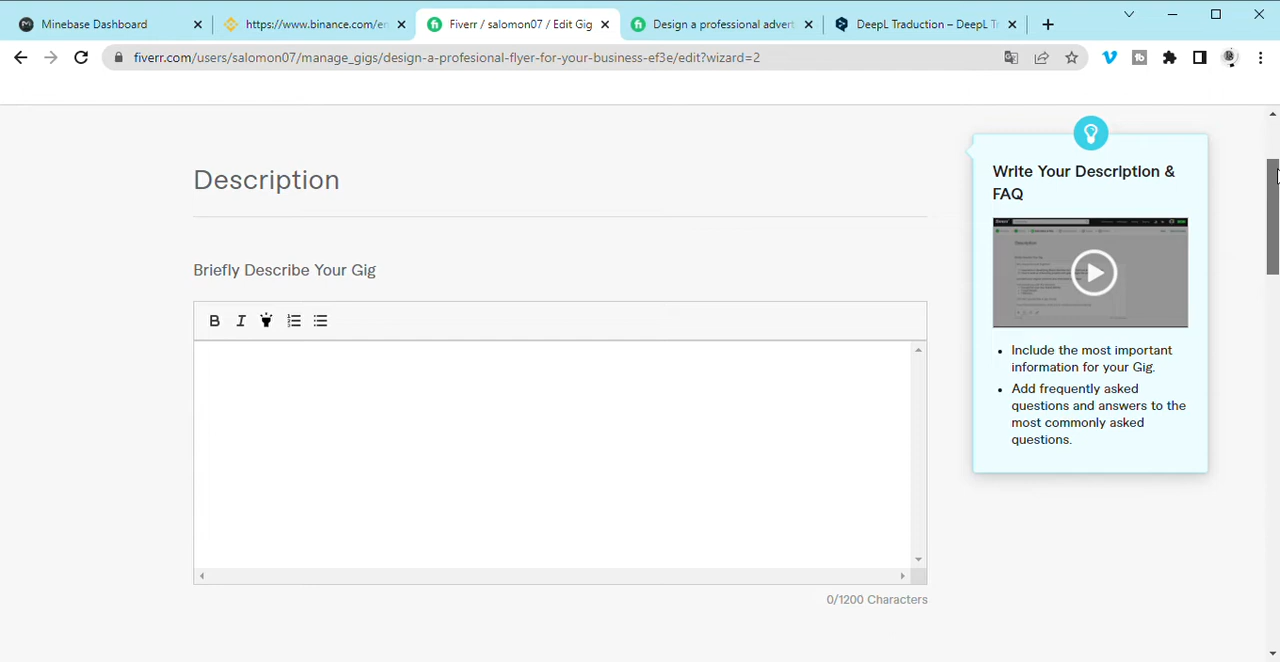 Minebase Dashboard
https://www.binance.com/en
Fiverr / salomon07 / Edit Gig
Design a professional advert
DeepL Traduction – DeepL Tr
fiverr.com/users/salomon07/manage_gigs/design-a-profesional-flyer-for-your-business-ef3e/edit?wizard=2
Description
Briefly Describe Your Gig
B I
0/1200 Characters
Write Your Description &
FAQ
• Include the most important
information for your Gig.
• Add frequently asked
questions and answers to the
most commonly asked
questions.